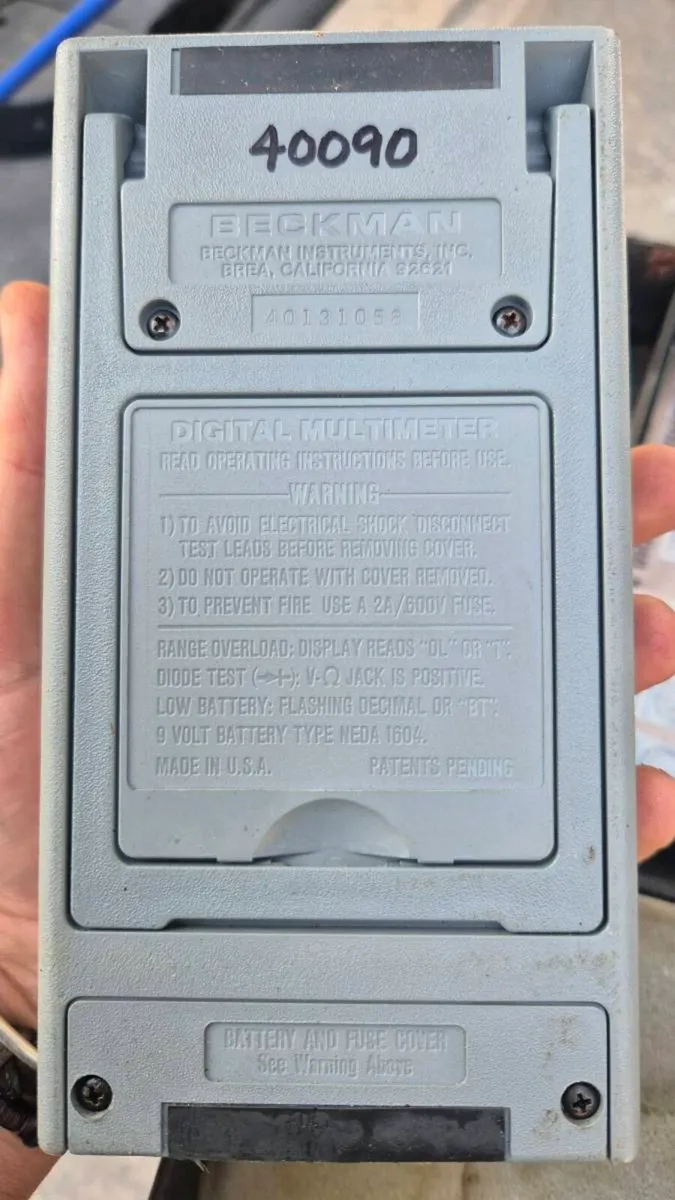 40090
BECKMAN
BECKMAN INSTRUMENTS, INC.
BREA, CALIFORNIA 92621
40131058
DIGITAL MULTIMETER
READ OPERATING INSTRUCTIONS BEFORE USE.
WARNING
1) TO AVOID ELECTRICAL SHOCK DISCONNECT
TEST LEADS BEFORE REMOVING COVER.
2) DO NOT OPERATE WITH COVER REMOVED.
3) TO PREVENT FIRE USE A 2A/600V FUSE.
RANGE OVERLOAD: DISPLAY READS "OL" OR "1".
DIODE TEST (): V-Ω JACK IS POSITIVE.
LOW BATTERY: FLASHING DECIMAL OR "BT".
9 VOLT BATTERY TYPE NEDA 1604.
MADE IN U.S.A. PATENTS PENDING
BATTERY AND FUSE COVER
See Warning Above